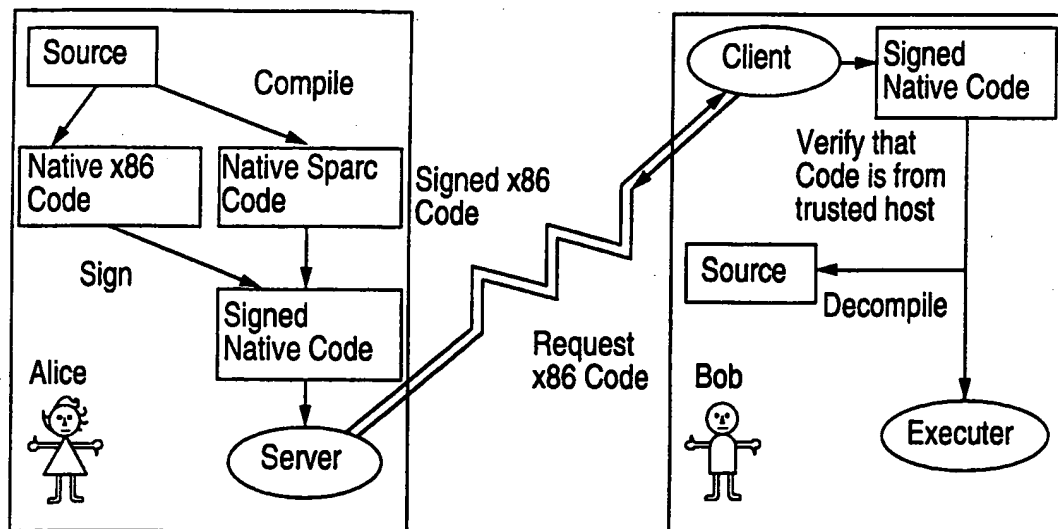 Source
Compile
Native x86
Code
Native Sparc
Code
Sign
Signed
Native Code
Alice
Server
Signed x86
Code
Request
x86 Code
Client
Signed
Native Code
Verify that
Code is from
trusted host
Source
Decompile
Bob
Executer